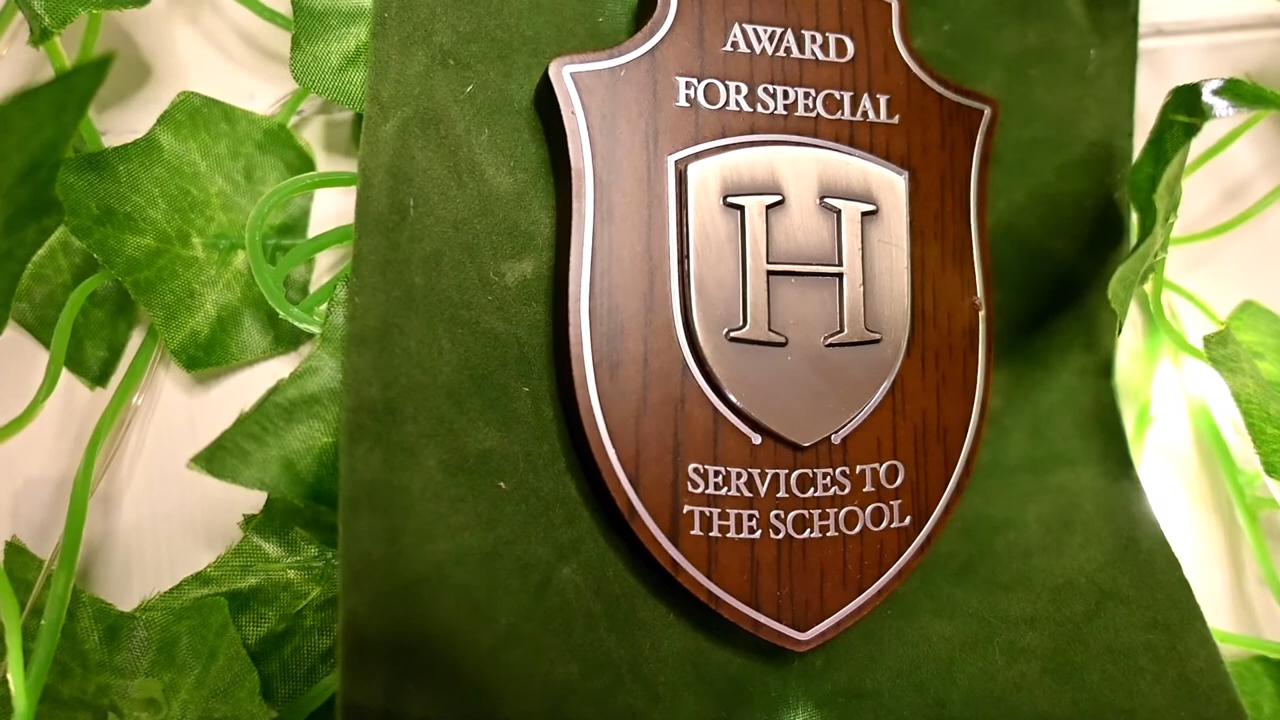 AWARD
FOR SPECIAL
H
SERVICES TO
THE SCHOOL